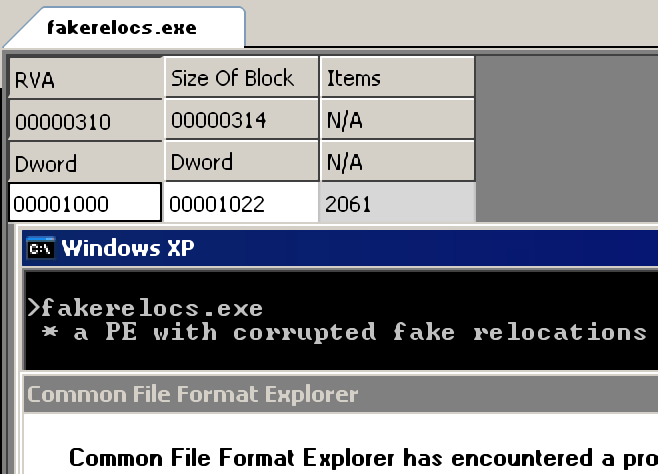 fakerelocs.exe
RVA Size Of Block Items
00000310 00000314 N/A
Dword Dword N/A
00001000 00001022 2061
C:\ Windows XP
>fakerelocs.exe
* a PE with corrupted fake relocations
Common File Format Explorer
Common File Format Explorer has encountered a pro